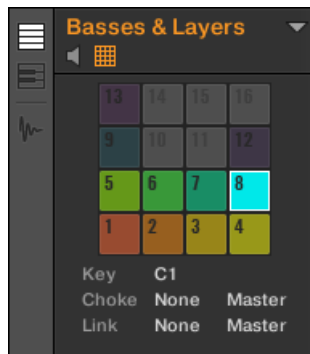 Basses & Layers
13 14 15 16
9 10 11 12
5 6 7 8
1 2 3 4
Key C1
Choke None Master
Link None Master